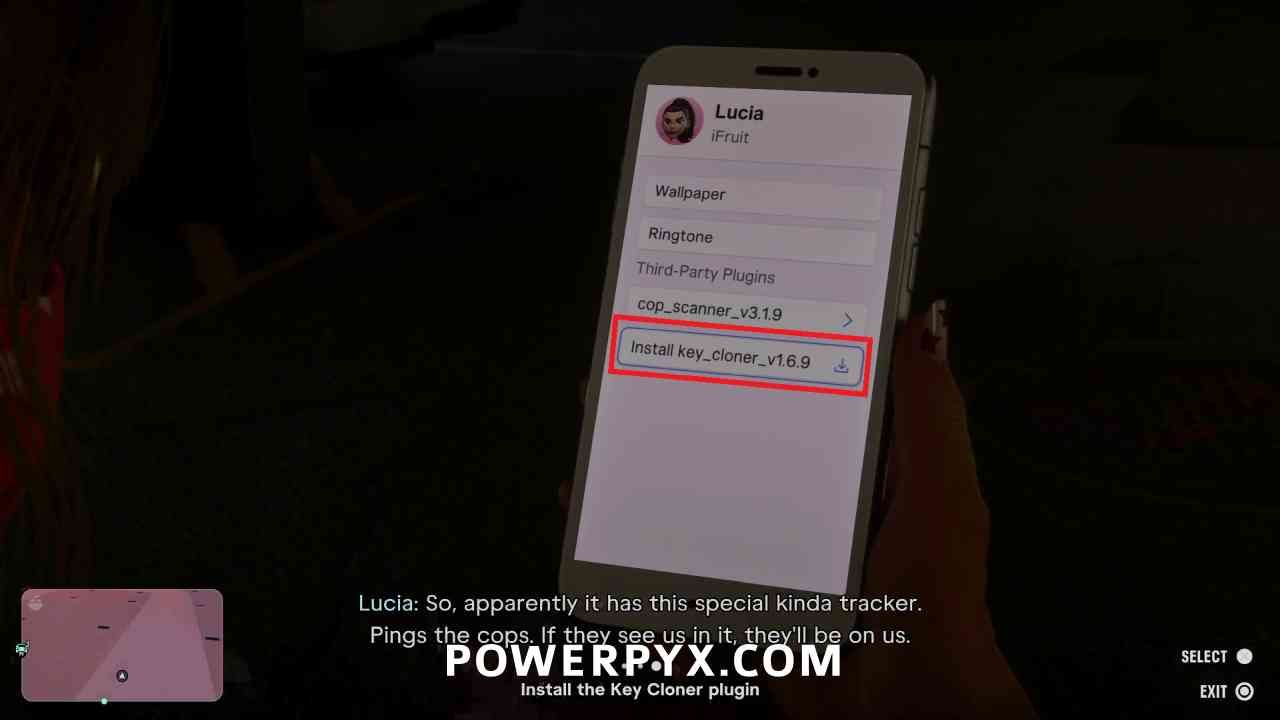 Lucia
iFruit
Wallpaper
Ringtone
Third-Party Plugins
cop_scanner_v3.1.9
Install key_cloner_v1.6.9
Lucia: So, apparently it has this special kinda tracker.
Pings the cops. If they see us in it, they'll be on us.
POWERPYX.COM
Install the Key Cloner plugin
SELECT
EXIT
A